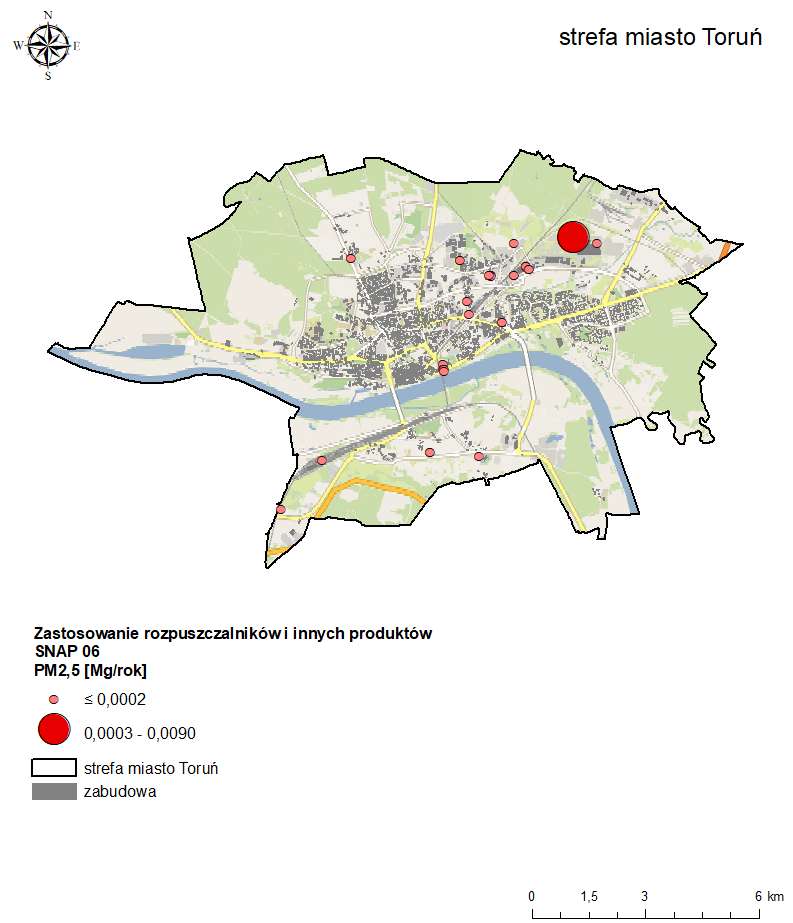 N
W E
S
strefa miasto Toruń
Zastosowanie rozpuszczalników i innych produktów
SNAP 06
PM2,5 [Mg/rok]
≤ 0,0002
0,0003 - 0,0090
strefa miasto Toruń
zabudowa
0 1,5 3 6 km